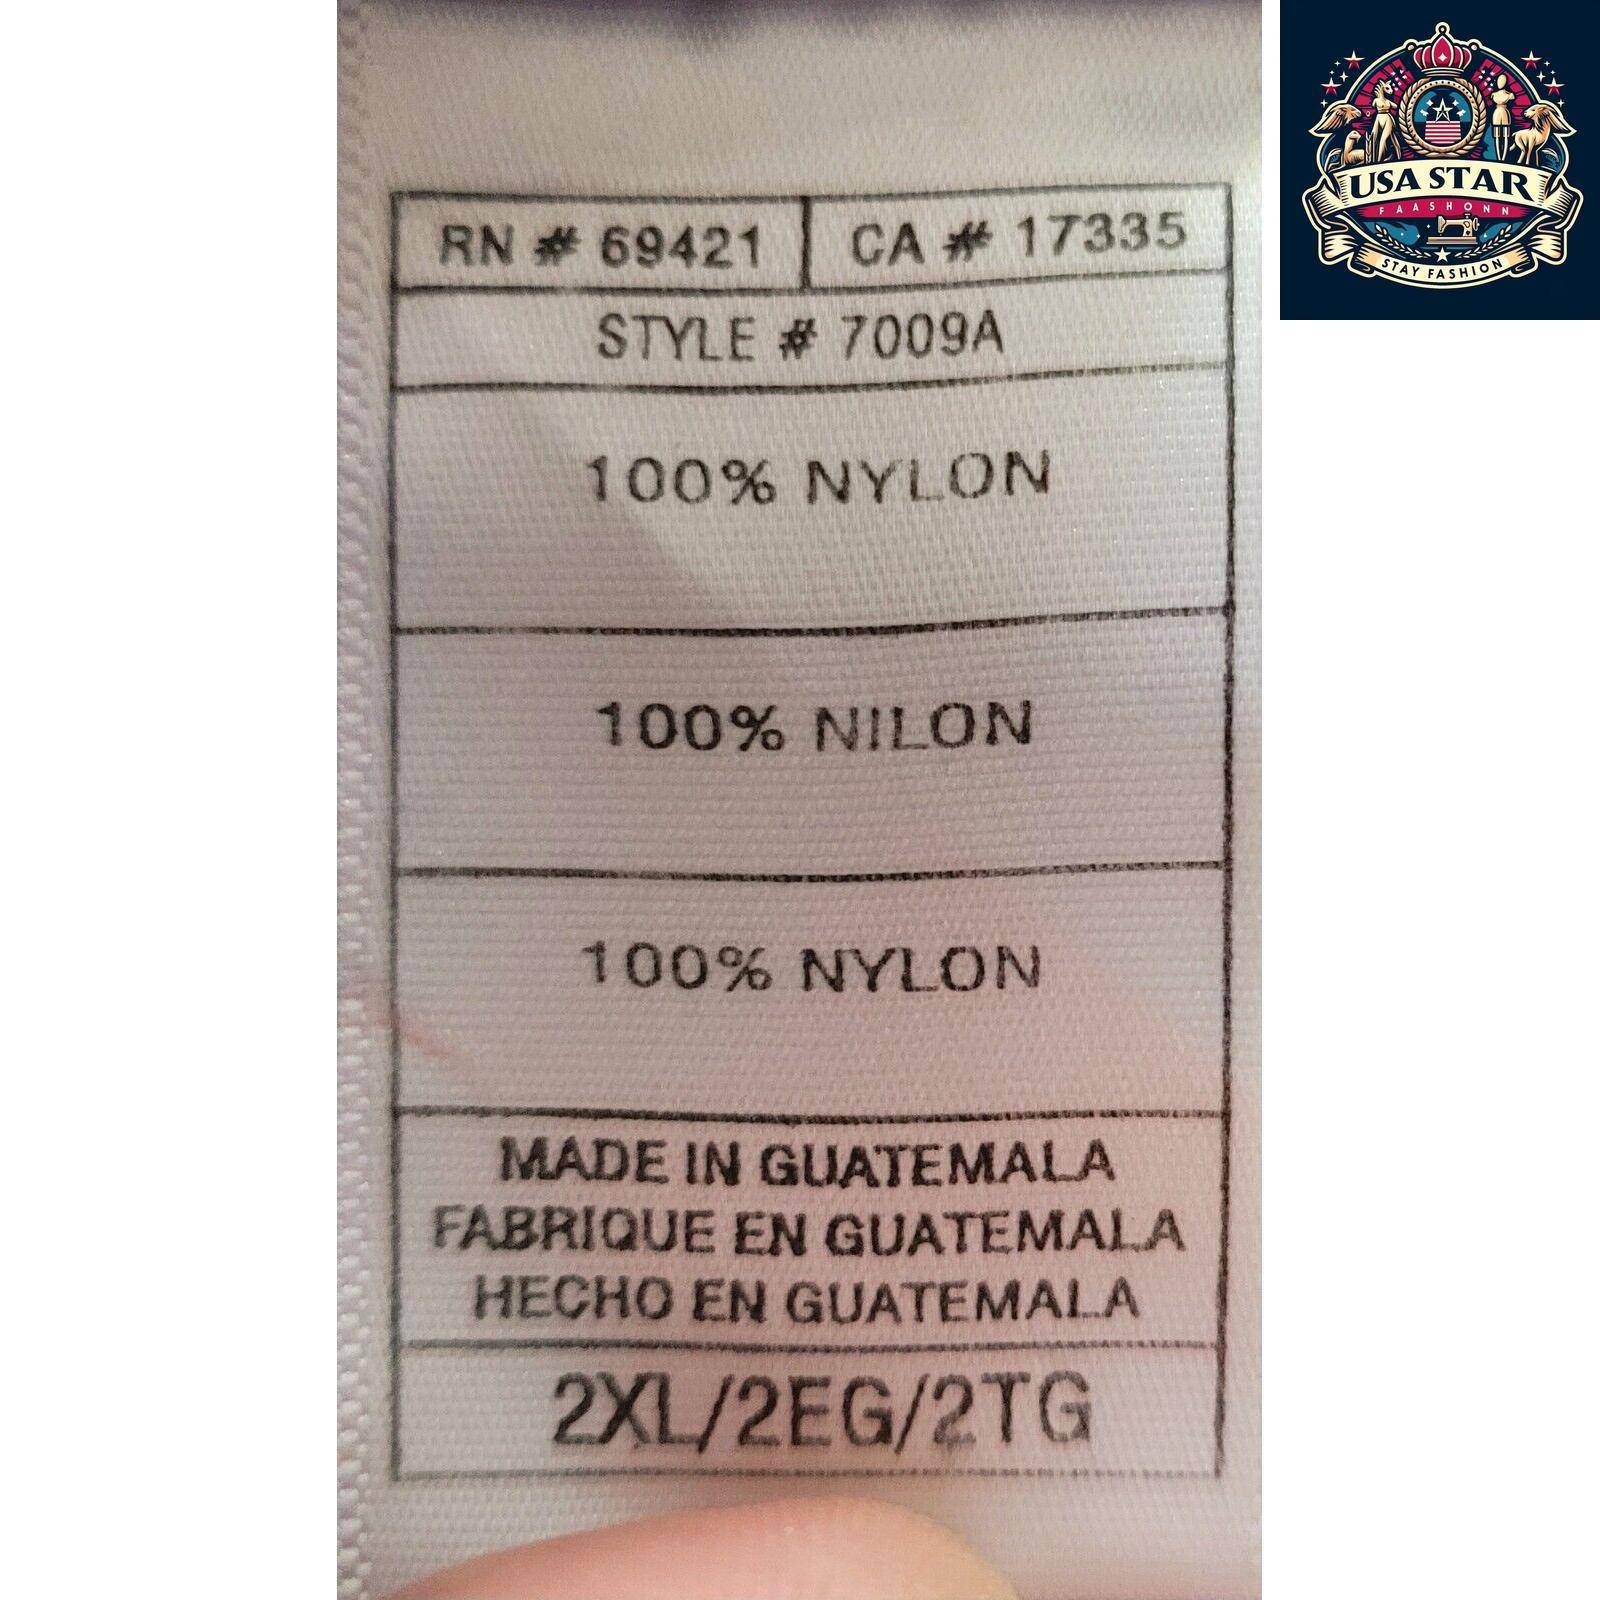 RN # 69421 CA # 17335
STYLE # 7009A
100% NYLON
100% NILON
100% NYLON
MADE IN GUATEMALA
FABRIQUE EN GUATEMALA
HECHO EN GUATEMALA
2XL/2EG/2TG
USA STAR
FAASHONN
STAY FASHION